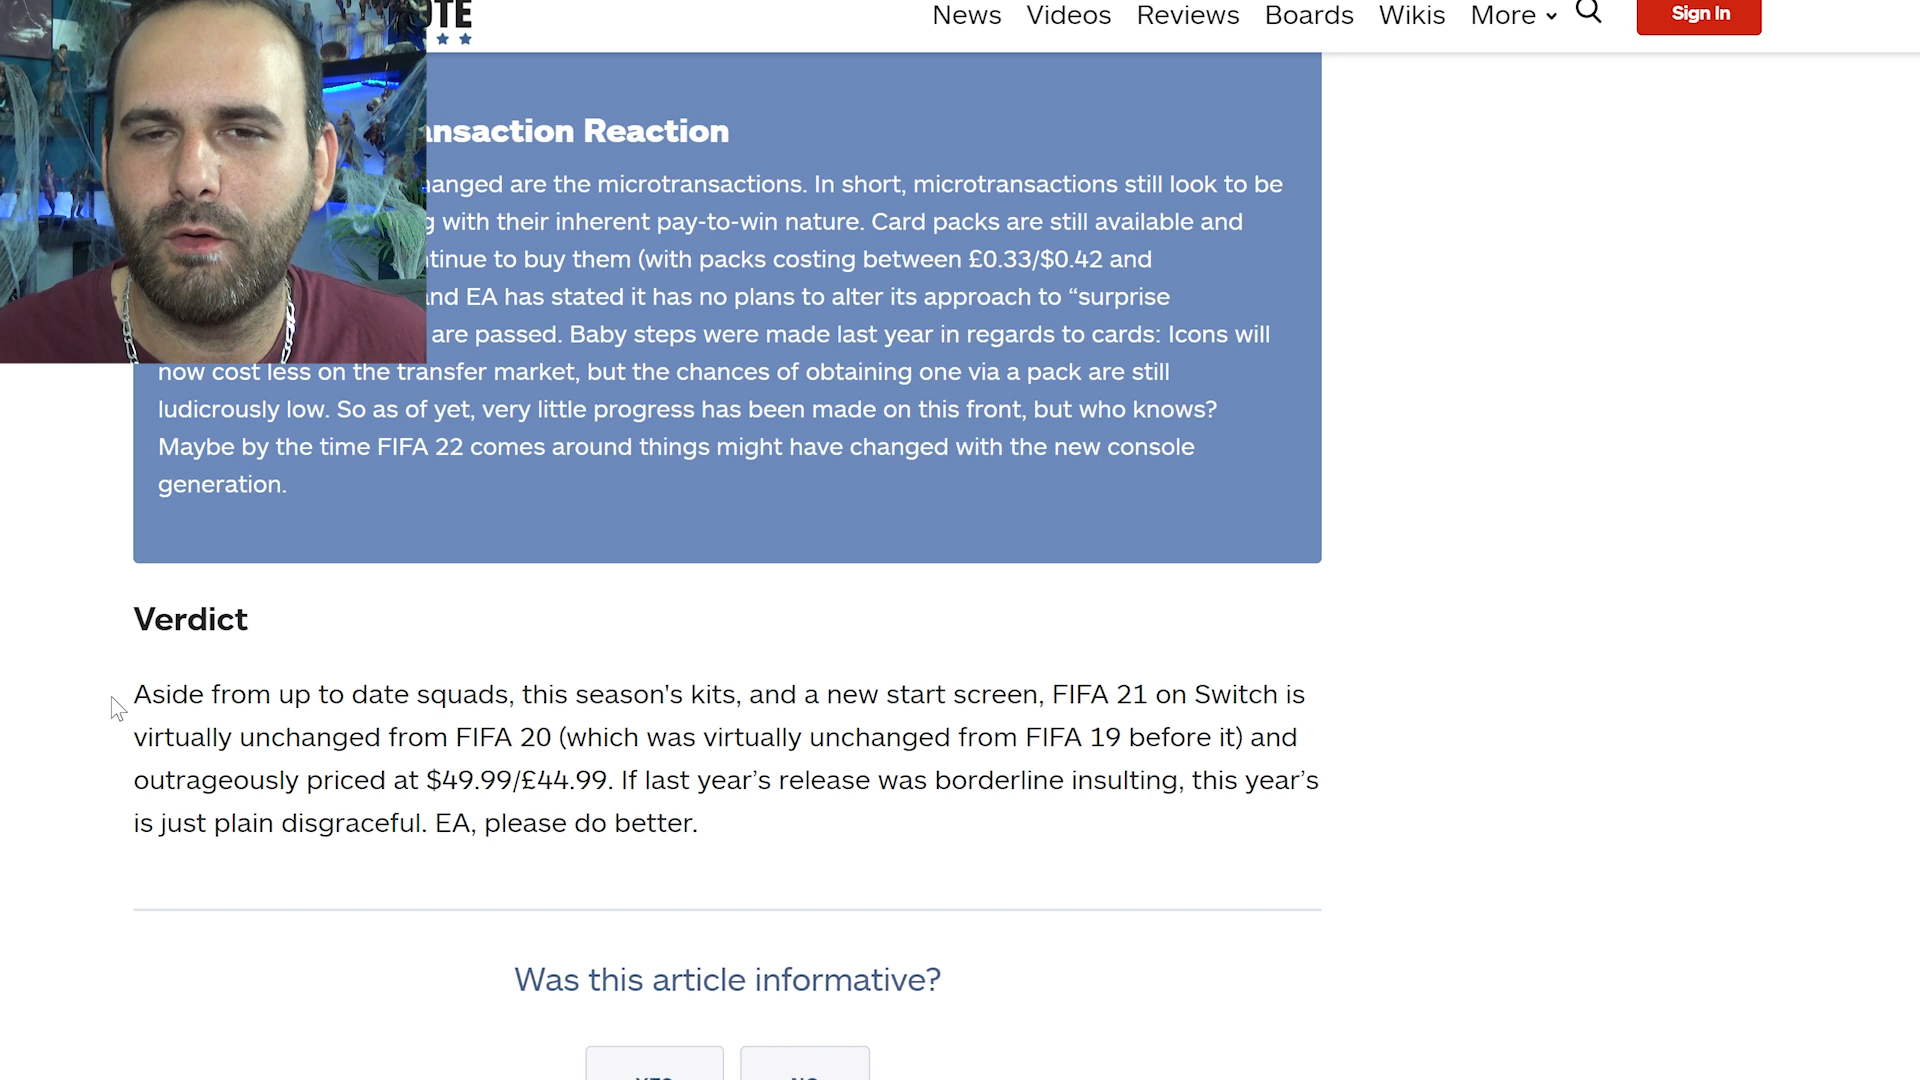 OTE
News Videos Reviews Boards Wikis More Sign In
ansaction Reaction
hanged are the microtransactions. In short, microtransactions still look to be
g with their inherent pay-to-win nature. Card packs are still available and
tinue to buy them (with packs costing between £0.33/$0.42 and
nd EA has stated it has no plans to alter its approach to “surprise
are passed. Baby steps were made last year in regards to cards: Icons will
now cost less on the transfer market, but the chances of obtaining one via a pack are still
ludicrously low. So as of yet, very little progress has been made on this front, but who knows?
Maybe by the time FIFA 22 comes around things might have changed with the new console
generation.
Verdict
Aside from up to date squads, this season's kits, and a new start screen, FIFA 21 on Switch is
virtually unchanged from FIFA 20 (which was virtually unchanged from FIFA 19 before it) and
outrageously priced at $49.99/£44.99. If last year’s release was borderline insulting, this year’s
is just plain disgraceful. EA, please do better.
Was this article informative?
YES NO